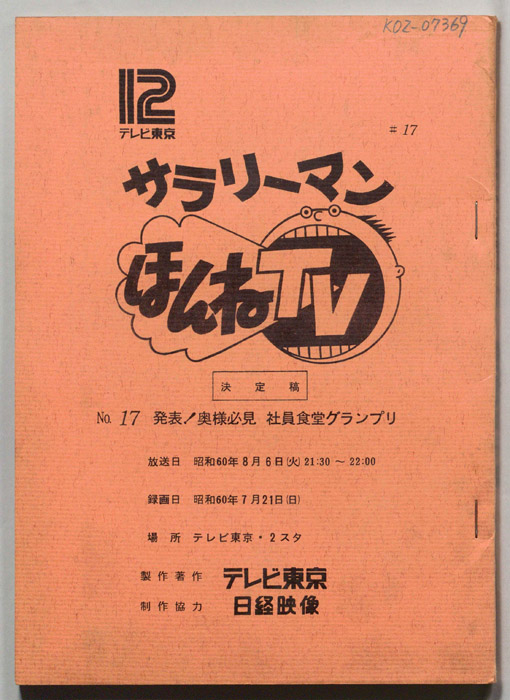 KOZ-07369
12
テレビ東京
# 17
サラリーマン
ほんねTV
決定稿
No. 17 発表!奥様必見 社員食堂グランプリ
放送日 昭和60年8月6日(火)21:30 ～ 22:00
録画日 昭和60年7月21日(日)
場所 テレビ東京・2スタ
製作著作 テレビ東京
制作協力 日経映像